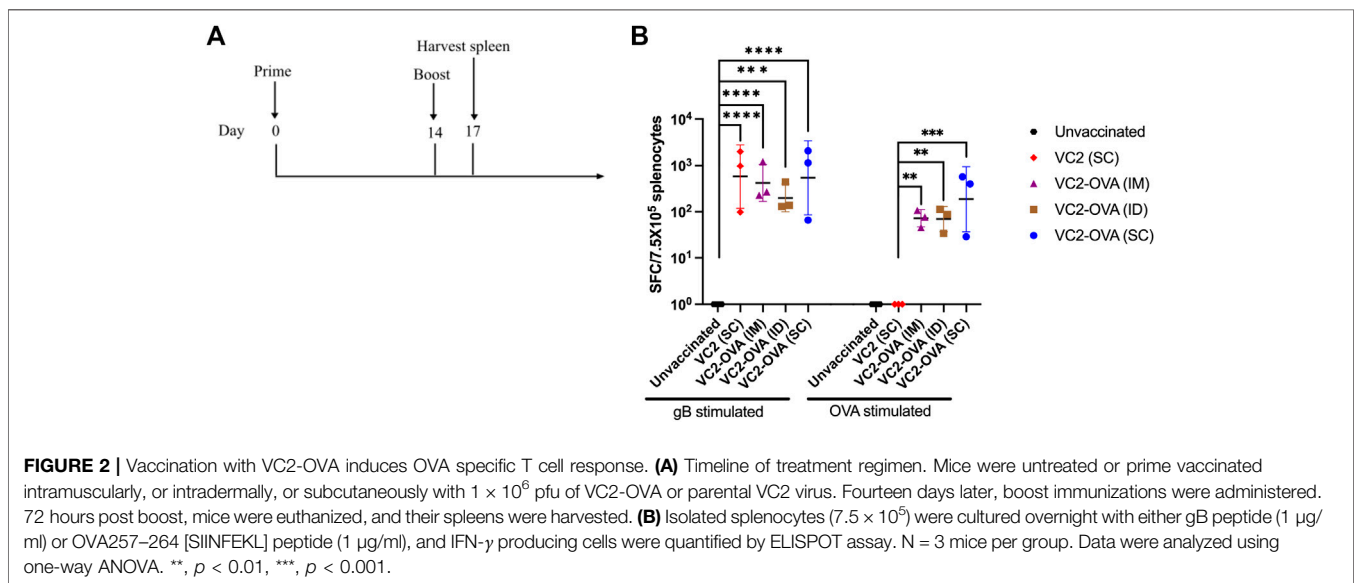 A
Harvest spleen
Prime
Boost
Day
0
14
17
B
****
***
****
****
***
**
**
SFC/7.5X10⁵ splenocytes
10⁴
10³
10²
10¹
10⁰
Unvaccinated
VC2 (SC)
VC2-OVA (IM)
VC2-OVA (ID)
VC2-OVA (SC)
Unvaccinated
VC2 (SC)
VC2-OVA (IM)
VC2-OVA (ID)
VC2-OVA (SC)
gB stimulated
OVA stimulated
Unvaccinated
VC2 (SC)
VC2-OVA (IM)
VC2-OVA (ID)
VC2-OVA (SC)
FIGURE 2 | Vaccination with VC2-OVA induces OVA specific T cell response. (A) Timeline of treatment regimen. Mice were untreated or prime vaccinated
intramuscularly, or intradermally, or subcutaneously with 1 × 10⁶ pfu of VC2-OVA or parental VC2 virus. Fourteen days later, boost immunizations were administered.
72 hours post boost, mice were euthanized, and their spleens were harvested. (B) Isolated splenocytes (7.5 × 10⁵) were cultured overnight with either gB peptide (1 μg/
ml) or OVA257–264 [SIINFEKL] peptide (1 μg/ml), and IFN-γ producing cells were quantified by ELISPOT assay. N = 3 mice per group. Data were analyzed using
one-way ANOVA. **, p < 0.01, ***, p < 0.001.